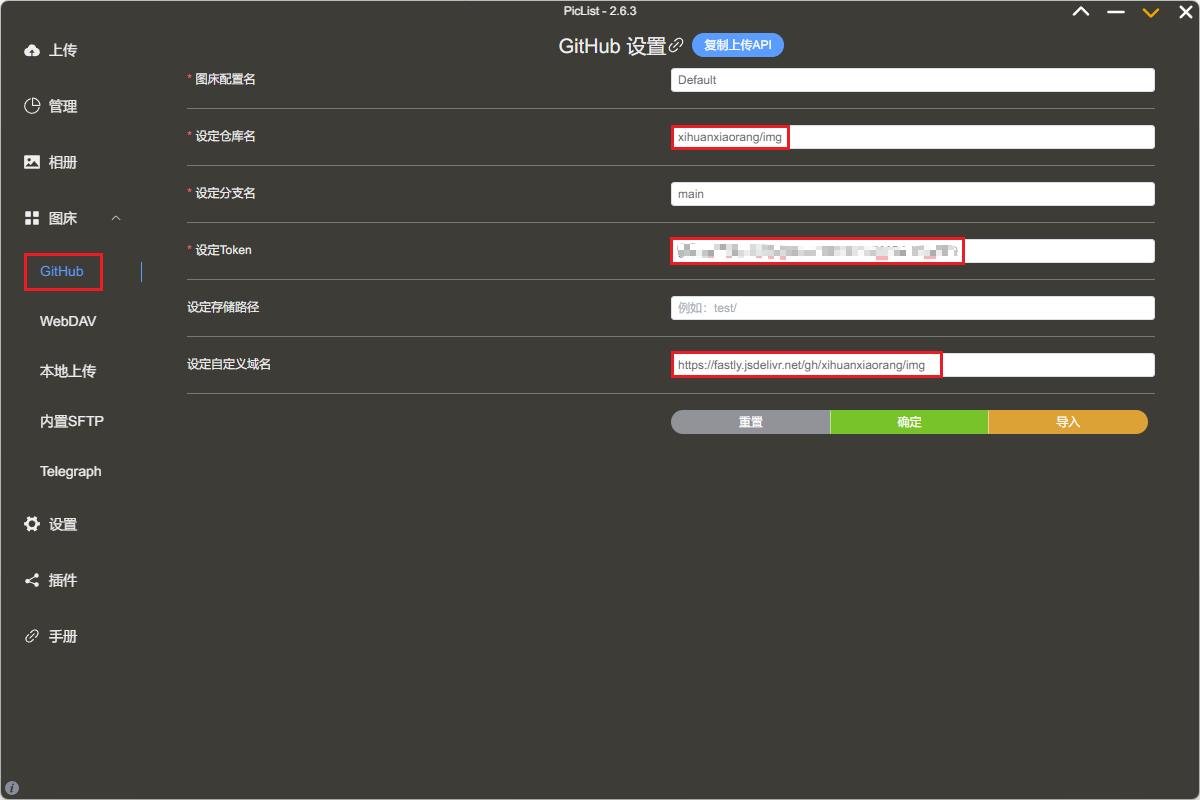 PicList - 2.6.3
GitHub 设置
复制上传API
上传
管理
相册
图床
GitHub
WebDAV
本地上传
内置SFTP
Telegraph
设置
插件
手册
* 图床配置名
Default
* 设定仓库名
xihuanxiaorang/img
* 设定分支名
main
* 设定Token
设定存储路径
例如：test/
设定自定义域名
https://fastly.jsdelivr.net/gh/xihuanxiaorang/img
重置
确定
导入